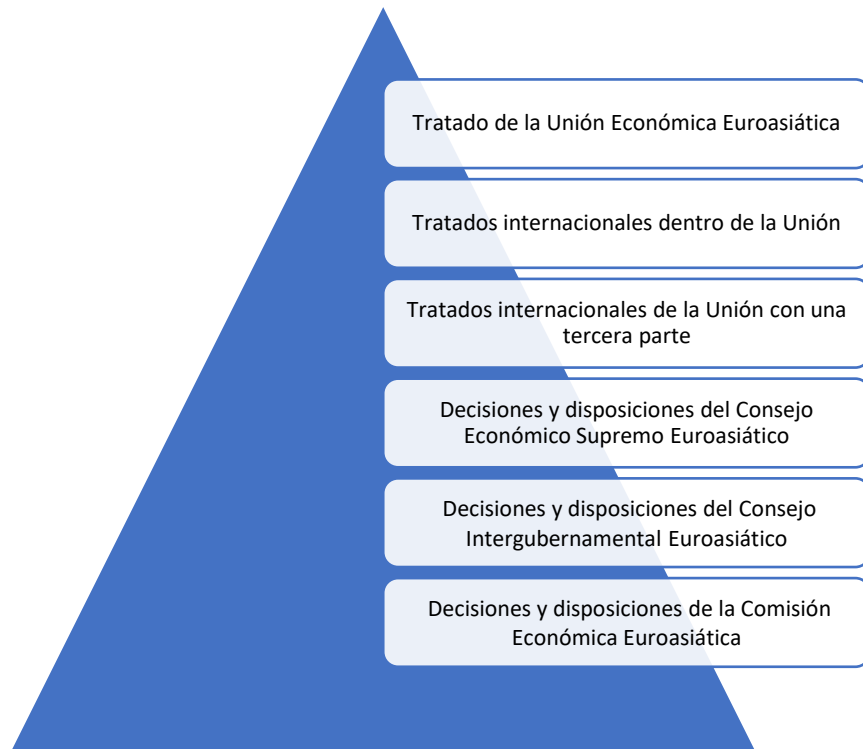 Tratado de la Unión Económica Euroasiática
Tratados internacionales dentro de la Unión
Tratados internacionales de la Unión con una
tercera parte
Decisiones y disposiciones del Consejo
Económico Supremo Euroasiático
Decisiones y disposiciones del Consejo
Intergubernamental Euroasiático
Decisiones y disposiciones de la Comisión
Económica Euroasiática